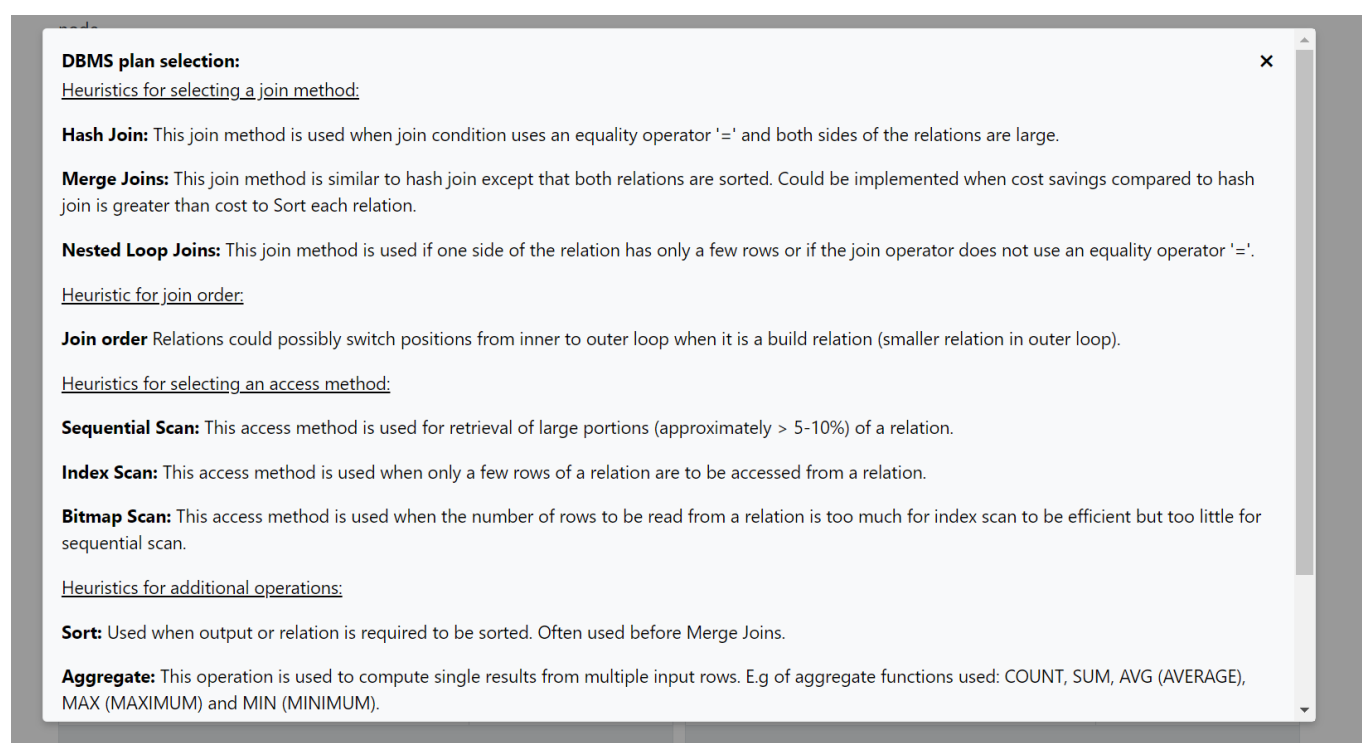 node
DBMS plan selection:
×
Heuristics for selecting a join method:
Hash Join: This join method is used when join condition uses an equality operator '=' and both sides of the relations are large.
Merge Joins: This join method is similar to hash join except that both relations are sorted. Could be implemented when cost savings compared to hash
join is greater than cost to Sort each relation.
Nested Loop Joins: This join method is used if one side of the relation has only a few rows or if the join operator does not use an equality operator '='.
Heuristic for join order:
Join order Relations could possibly switch positions from inner to outer loop when it is a build relation (smaller relation in outer loop).
Heuristics for selecting an access method:
Sequential Scan: This access method is used for retrieval of large portions (approximately > 5-10%) of a relation.
Index Scan: This access method is used when only a few rows of a relation are to be accessed from a relation.
Bitmap Scan: This access method is used when the number of rows to be read from a relation is too much for index scan to be efficient but too little for
sequential scan.
Heuristics for additional operations:
Sort: Used when output or relation is required to be sorted. Often used before Merge Joins.
Aggregate: This operation is used to compute single results from multiple input rows. E.g of aggregate functions used: COUNT, SUM, AVG (AVERAGE),
MAX (MAXIMUM) and MIN (MINIMUM).